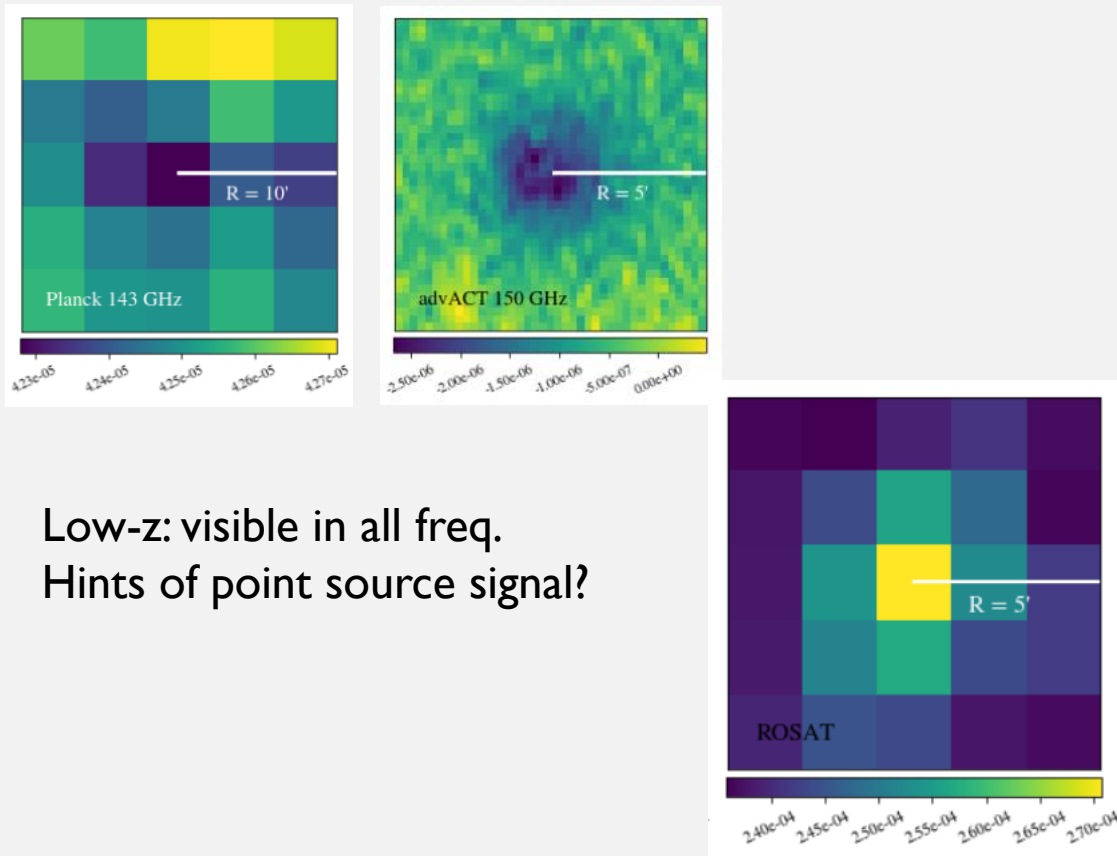 R = 10'
Planck 143 GHz
4.23e-05 4.24e-05 4.25e-05 4.26e-05 4.27e-05
R = 5'
advACT 150 GHz
-2.50e-06 -2.00e-06 -1.50e-06 -1.00e-06 -5.00e-07 0.00e+00
Low-z: visible in all freq.
Hints of point source signal?
R = 5'
ROSAT
2.40e-04 2.45e-04 2.50e-04 2.55e-04 2.60e-04 2.65e-04 2.70e-04